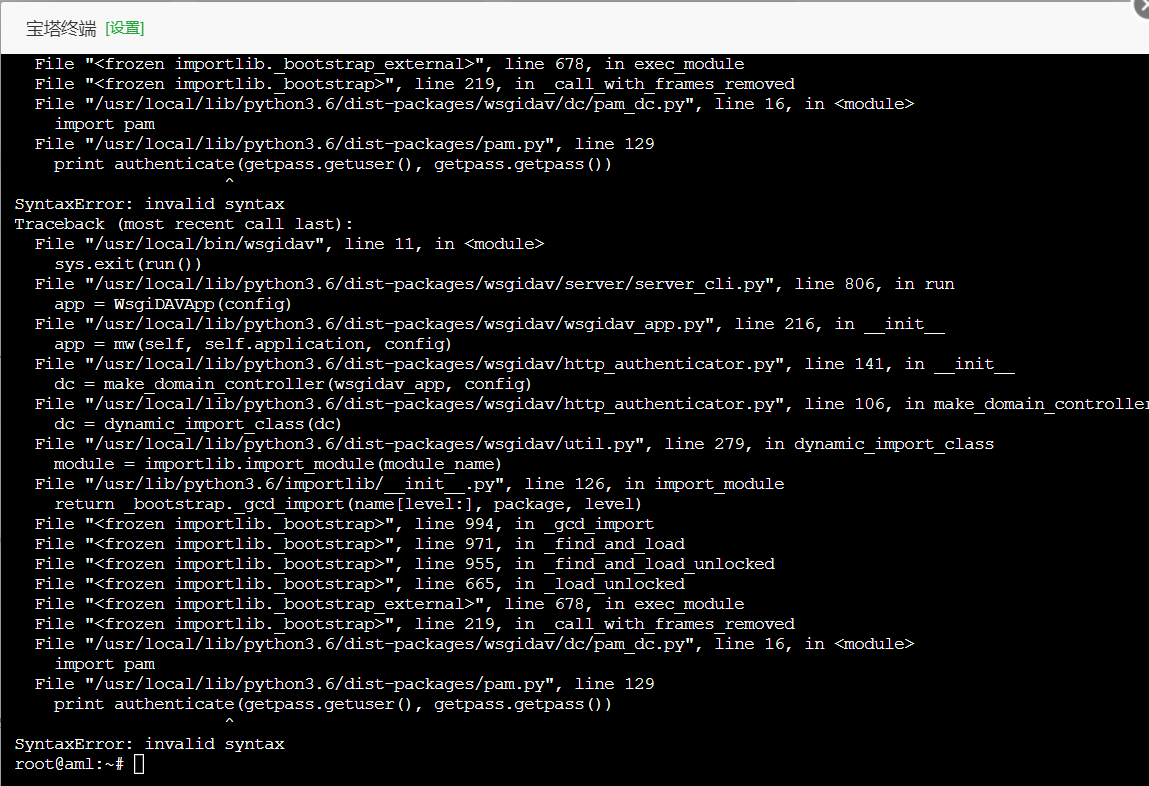 宝塔终端 [设置]
File "<frozen importlib._bootstrap_external>", line 678, in exec_module
File "<frozen importlib._bootstrap>", line 219, in _call_with_frames_removed
File "/usr/local/lib/python3.6/dist-packages/wsgidav/dc/pam_dc.py", line 16, in <module>
import pam
File "/usr/local/lib/python3.6/dist-packages/pam.py", line 129
print authenticate(getpass.getuser(), getpass.getpass())
^
SyntaxError: invalid syntax
Traceback (most recent call last):
File "/usr/local/bin/wsgidav", line 11, in <module>
sys.exit(run())
File "/usr/local/lib/python3.6/dist-packages/wsgidav/server/server_cli.py", line 806, in run
app = WsgiDAVApp(config)
File "/usr/local/lib/python3.6/dist-packages/wsgidav/wsgidav_app.py", line 216, in __init__
app = mw(self, self.application, config)
File "/usr/local/lib/python3.6/dist-packages/wsgidav/http_authenticator.py", line 141, in __init__
dc = make_domain_controller(wsgidav_app, config)
File "/usr/local/lib/python3.6/dist-packages/wsgidav/http_authenticator.py", line 106, in make_domain_controller
dc = dynamic_import_class(dc)
File "/usr/local/lib/python3.6/dist-packages/wsgidav/util.py", line 279, in dynamic_import_class
module = importlib.import_module(module_name)
File "/usr/lib/python3.6/importlib/__init__.py", line 126, in import_module
return _bootstrap._gcd_import(name[level:], package, level)
File "<frozen importlib._bootstrap>", line 994, in _gcd_import
File "<frozen importlib._bootstrap>", line 971, in _find_and_load
File "<frozen importlib._bootstrap>", line 955, in _find_and_load_unlocked
File "<frozen importlib._bootstrap>", line 665, in _load_unlocked
File "<frozen importlib._bootstrap_external>", line 678, in exec_module
File "<frozen importlib._bootstrap>", line 219, in _call_with_frames_removed
File "/usr/local/lib/python3.6/dist-packages/wsgidav/dc/pam_dc.py", line 16, in <module>
import pam
File "/usr/local/lib/python3.6/dist-packages/pam.py", line 129
print authenticate(getpass.getuser(), getpass.getpass())
^
SyntaxError: invalid syntax
root@aml:~#